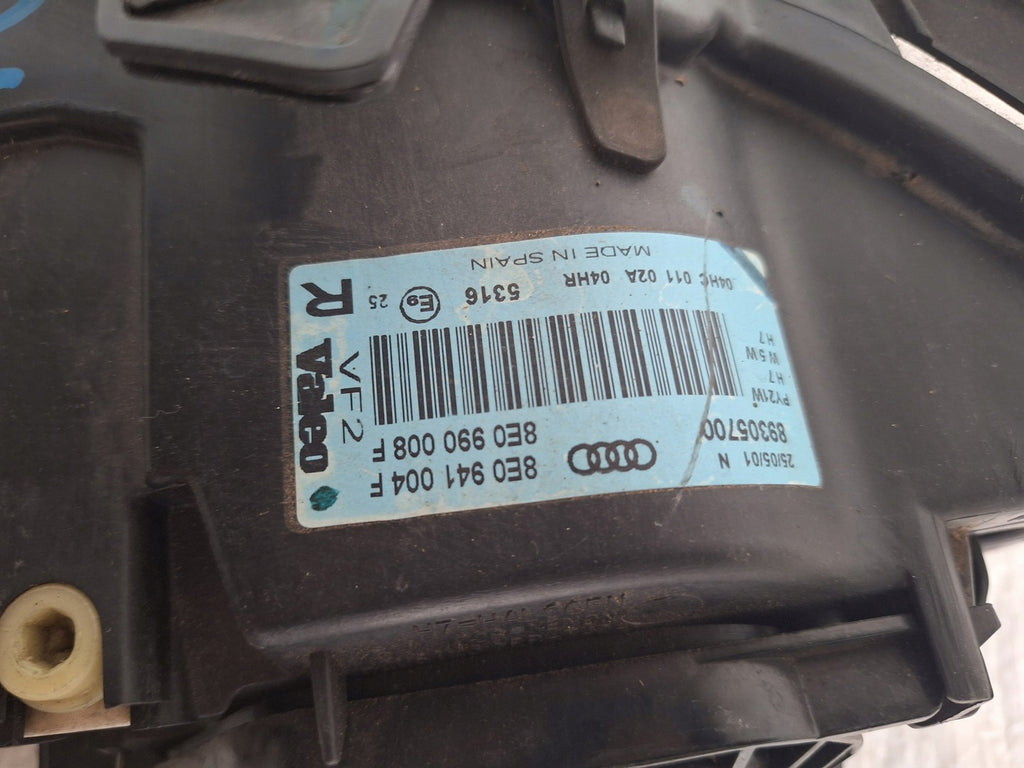 25/05/01 N
8E0 941 004 F
89305700
8E0 990 008 F
Valeo
VF2
PY21W
H7
W5W
H7
R
E9
25
5316
04HC 011 02A 04HR
MADE IN SPAIN